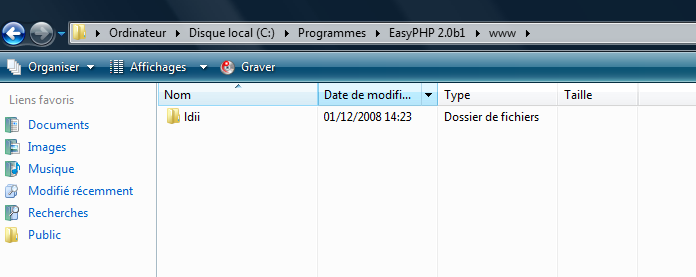 Ordinateur ▸ Disque local (C:) ▸ Programmes ▸ EasyPHP 2.0b1 ▸ www ▸
Organiser Affichages Graver
Liens favoris
Documents
Images
Musique
Modifié récemment
Recherches
Public
Nom Date de modifi... Type Taille
Idii 01/12/2008 14:23 Dossier de fichiers